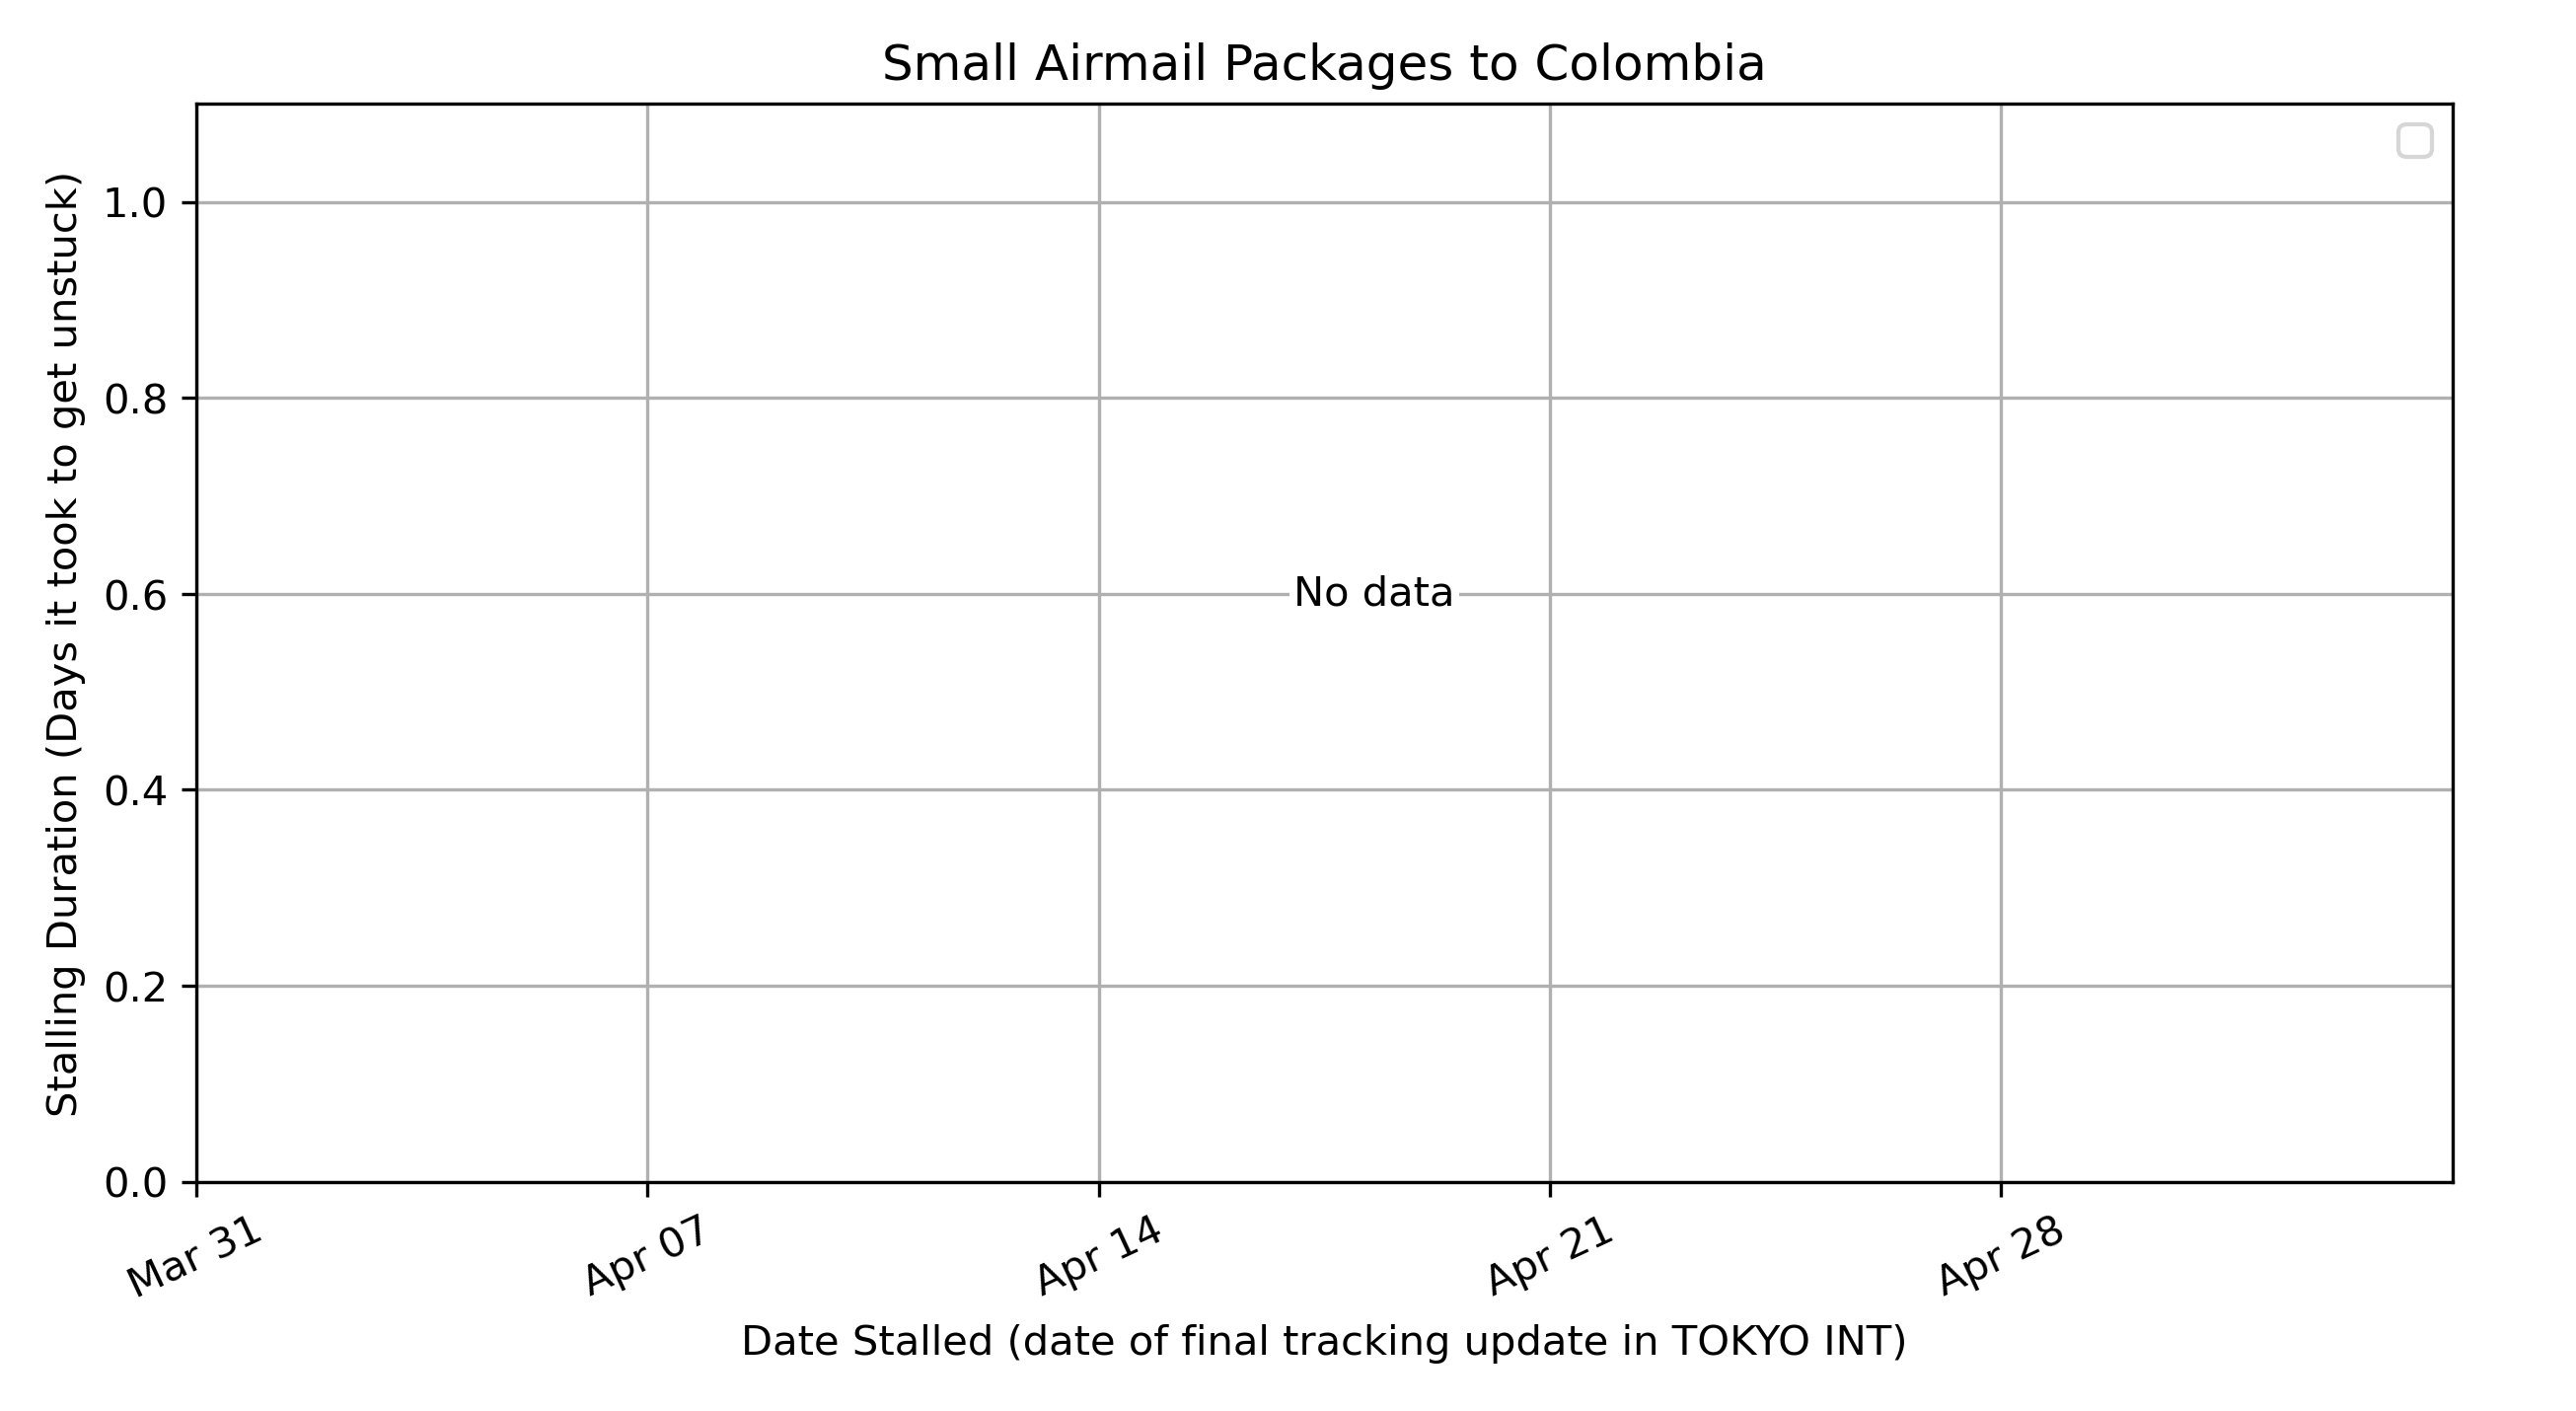 Small Airmail Packages to Colombia
Stalling Duration (Days it took to get unstuck)
1.0
0.8
0.6
0.4
0.2
0.0
No data
Mar 31
Apr 07
Apr 14
Apr 21
Apr 28
Date Stalled (date of final tracking update in TOKYO INT)